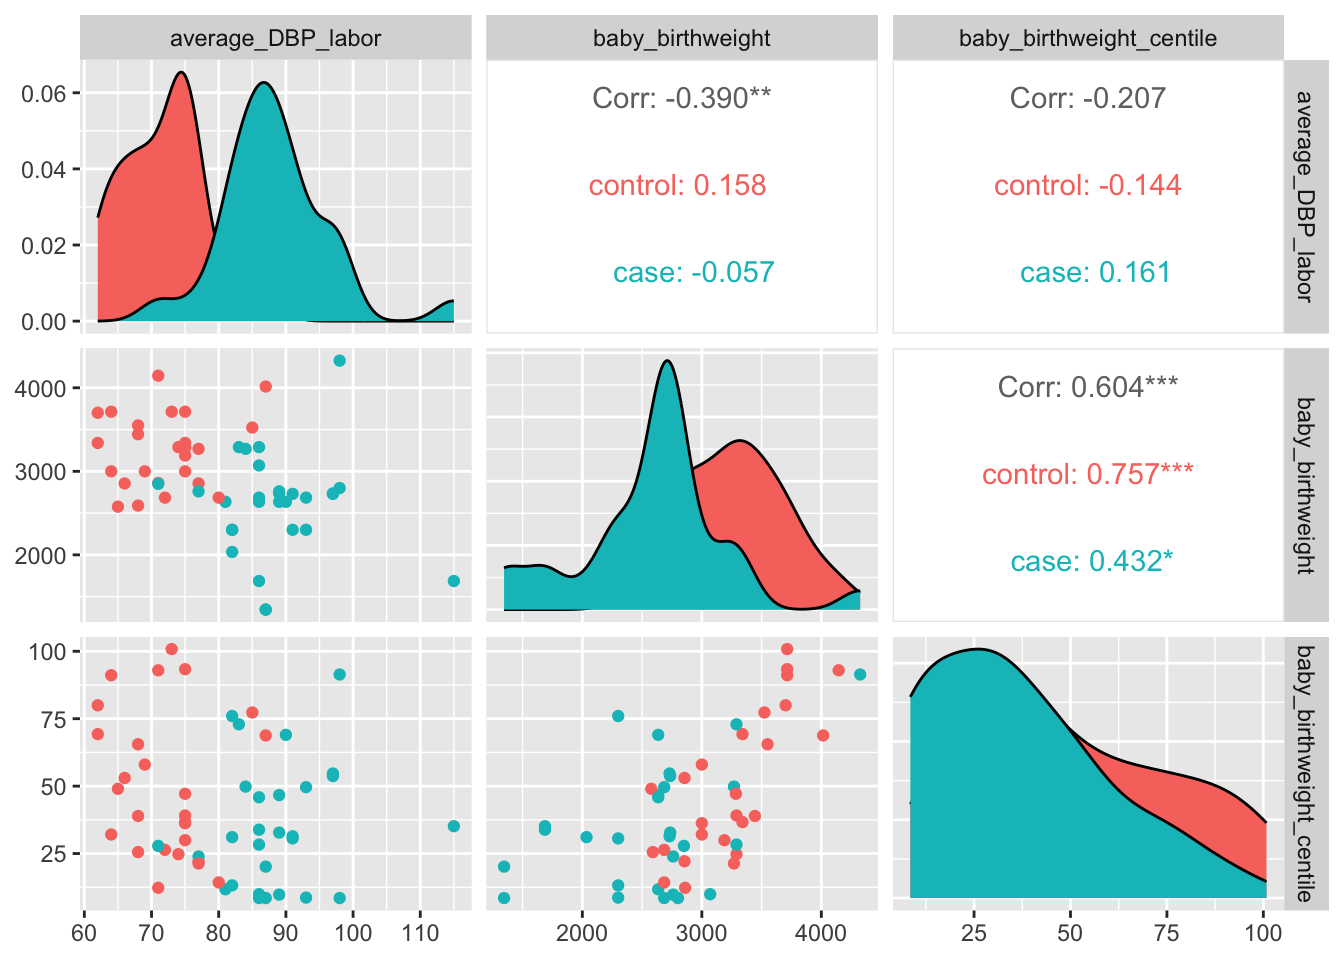 average_DBP_labor
baby_birthweight
baby_birthweight_centile
0.06
0.04
0.02
0.00
Corr: -0.390**
control: 0.158
case: -0.057
Corr: -0.207
control: -0.144
case: 0.161
average_DBP_labor
4000
3000
2000
Corr: 0.604***
control: 0.757***
case: 0.432*
baby_birthweight
100
75
50
25
baby_birthweight_centile
60 70 80 90 100 110
2000 3000 4000
25 50 75 100